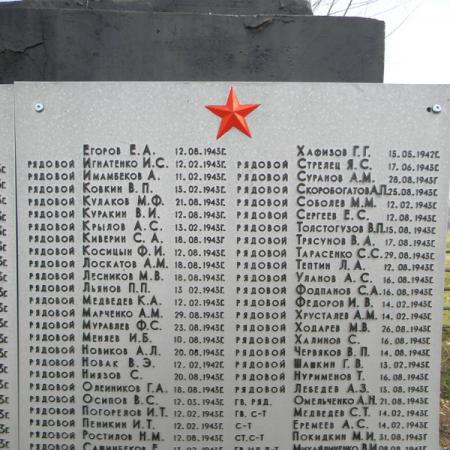 Егоров Е.А. 12.08.1943г.
рядовой Игнатенко И.С. 12.02.1943г.
рядовой Имамбеков А. 11.02.1943г.
рядовой Ковкин В.П. 13.02.1943г.
рядовой Кулаков М.Ф. 21.08.1943г.
рядовой Куракин В.И. 12.08.1943г.
рядовой Крылов А.С. 13.02.1943г.
рядовой Киверин С.А. 18.08.1943г.
рядовой Косицын Ф.И. 12.08.1943г.
рядовой Лоскатов А.М. 18.08.1943г.
рядовой Лесников М.В. 18.08.1943г.
рядовой Льянов П.П. 13.02.1943г.
рядовой Медведев К.А. 12.02.1943г.
рядовой Марченко А.М. 29.08.1943г.
рядовой Муравлев Ф.С. 23.08.1943г.
рядовой Меняев И.Б. 10.08.1943г.
рядовой Новиков А.Л. 20.08.1943г.
рядовой Новак В.Э. 12.02.1943г.
рядовой Ниязов С. 20.08.1943г.
рядовой Олейников Г.А. 18.08.1943г.
рядовой Осипов В.С. 12.03.1943г.
рядовой Погорелов И.Т. 12.02.1943г.
рядовой Пеникин И.Т. 12.02.1943г.
рядовой Ростилов Н.М. 12.08.1943г.
рядовой
Хафизов Г.Г. 15.05.1942г.
рядовой Стрелец Я.С. 17.06.1943г.
рядовой Суранов А.М. 28.08.1943г.
рядовой Скоробогатов А.П. 25.08.1943г.
рядовой Соболев М.М. 12.02.1943г.
рядовой Сергеев Е.С. 12.08.1943г.
рядовой Толстогузов В.П. 15.08.1943г.
рядовой Трясунов В.А. 17.08.1943г.
рядовой Тарасенко С.С. 29.08.1943г.
рядовой Тептин Л.А. 12.08.1943г.
рядовой Уланов А.С. 16.08.1943г.
рядовой Фодпанов С.А. 16.08.1943г.
рядовой Федоров И.В. 14.02.1943г.
рядовой Хрусталев А.М. 14.02.1943г.
рядовой Ходарев М.В. 26.08.1943г.
рядовой Халинов С. 16.08.1943г.
рядовой Червяков В.П. 14.08.1943г.
рядовой Шашкин Г.В. 13.02.1943г.
рядовой Нурименов Т. 16.08.1943г.
рядовой Лебедев А.З. 13.08.1943г.
гв. ряд. Омельченко А.Н. 21.08.1943г.
гв. с-т Медведев С.Т. 14.02.1943г.
с-т Еремеев А.С. 14.02.1943г.
ст. с-т Покидкин М.И. 31.08.1943г.